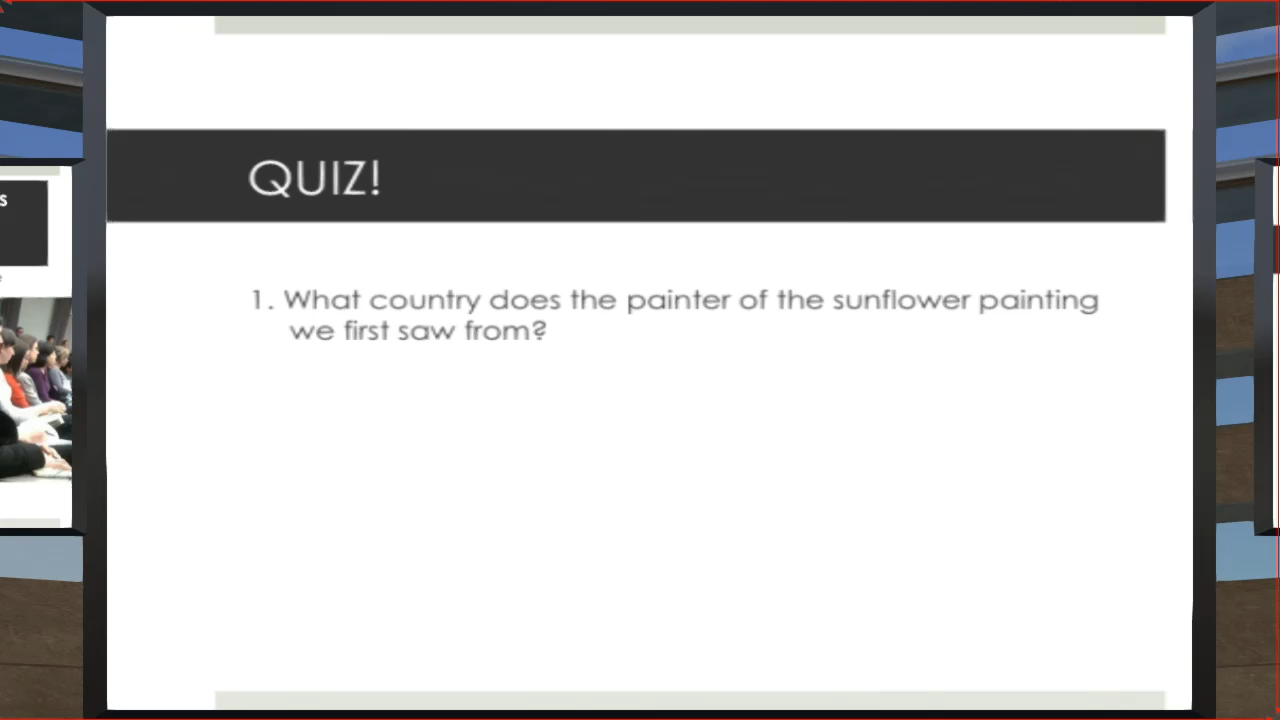 QUIZ!
1. What country does the painter of the sunflower painting
we first saw from?